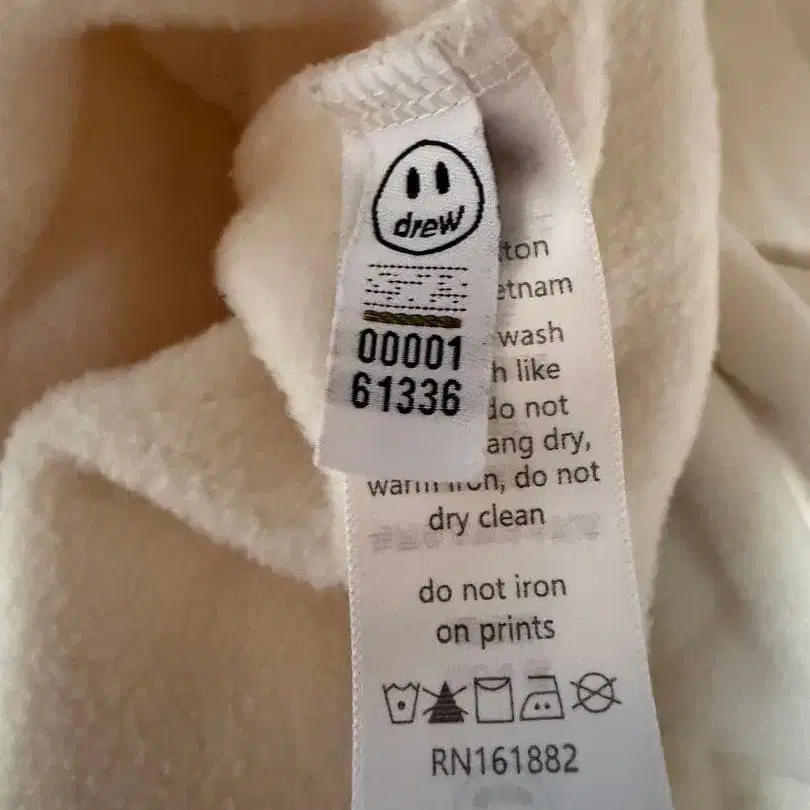 drew
00001
61336
tton
etnam
wash
h like
do not
ang dry,
warm iron, do not
dry clean
do not iron
on prints
RN161882